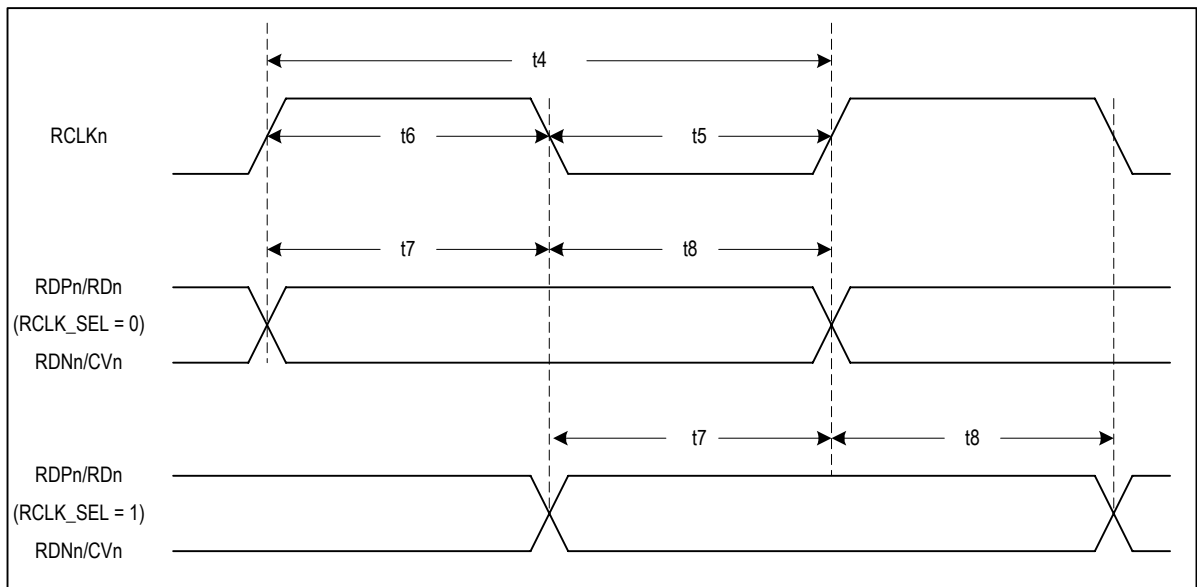 t4
RCLKn
t6
t5
t7
t8
RDPn/RDn
(RCLK_SEL = 0)
RDNn/CVn
t7
t8
RDPn/RDn
(RCLK_SEL = 1)
RDNn/CVn